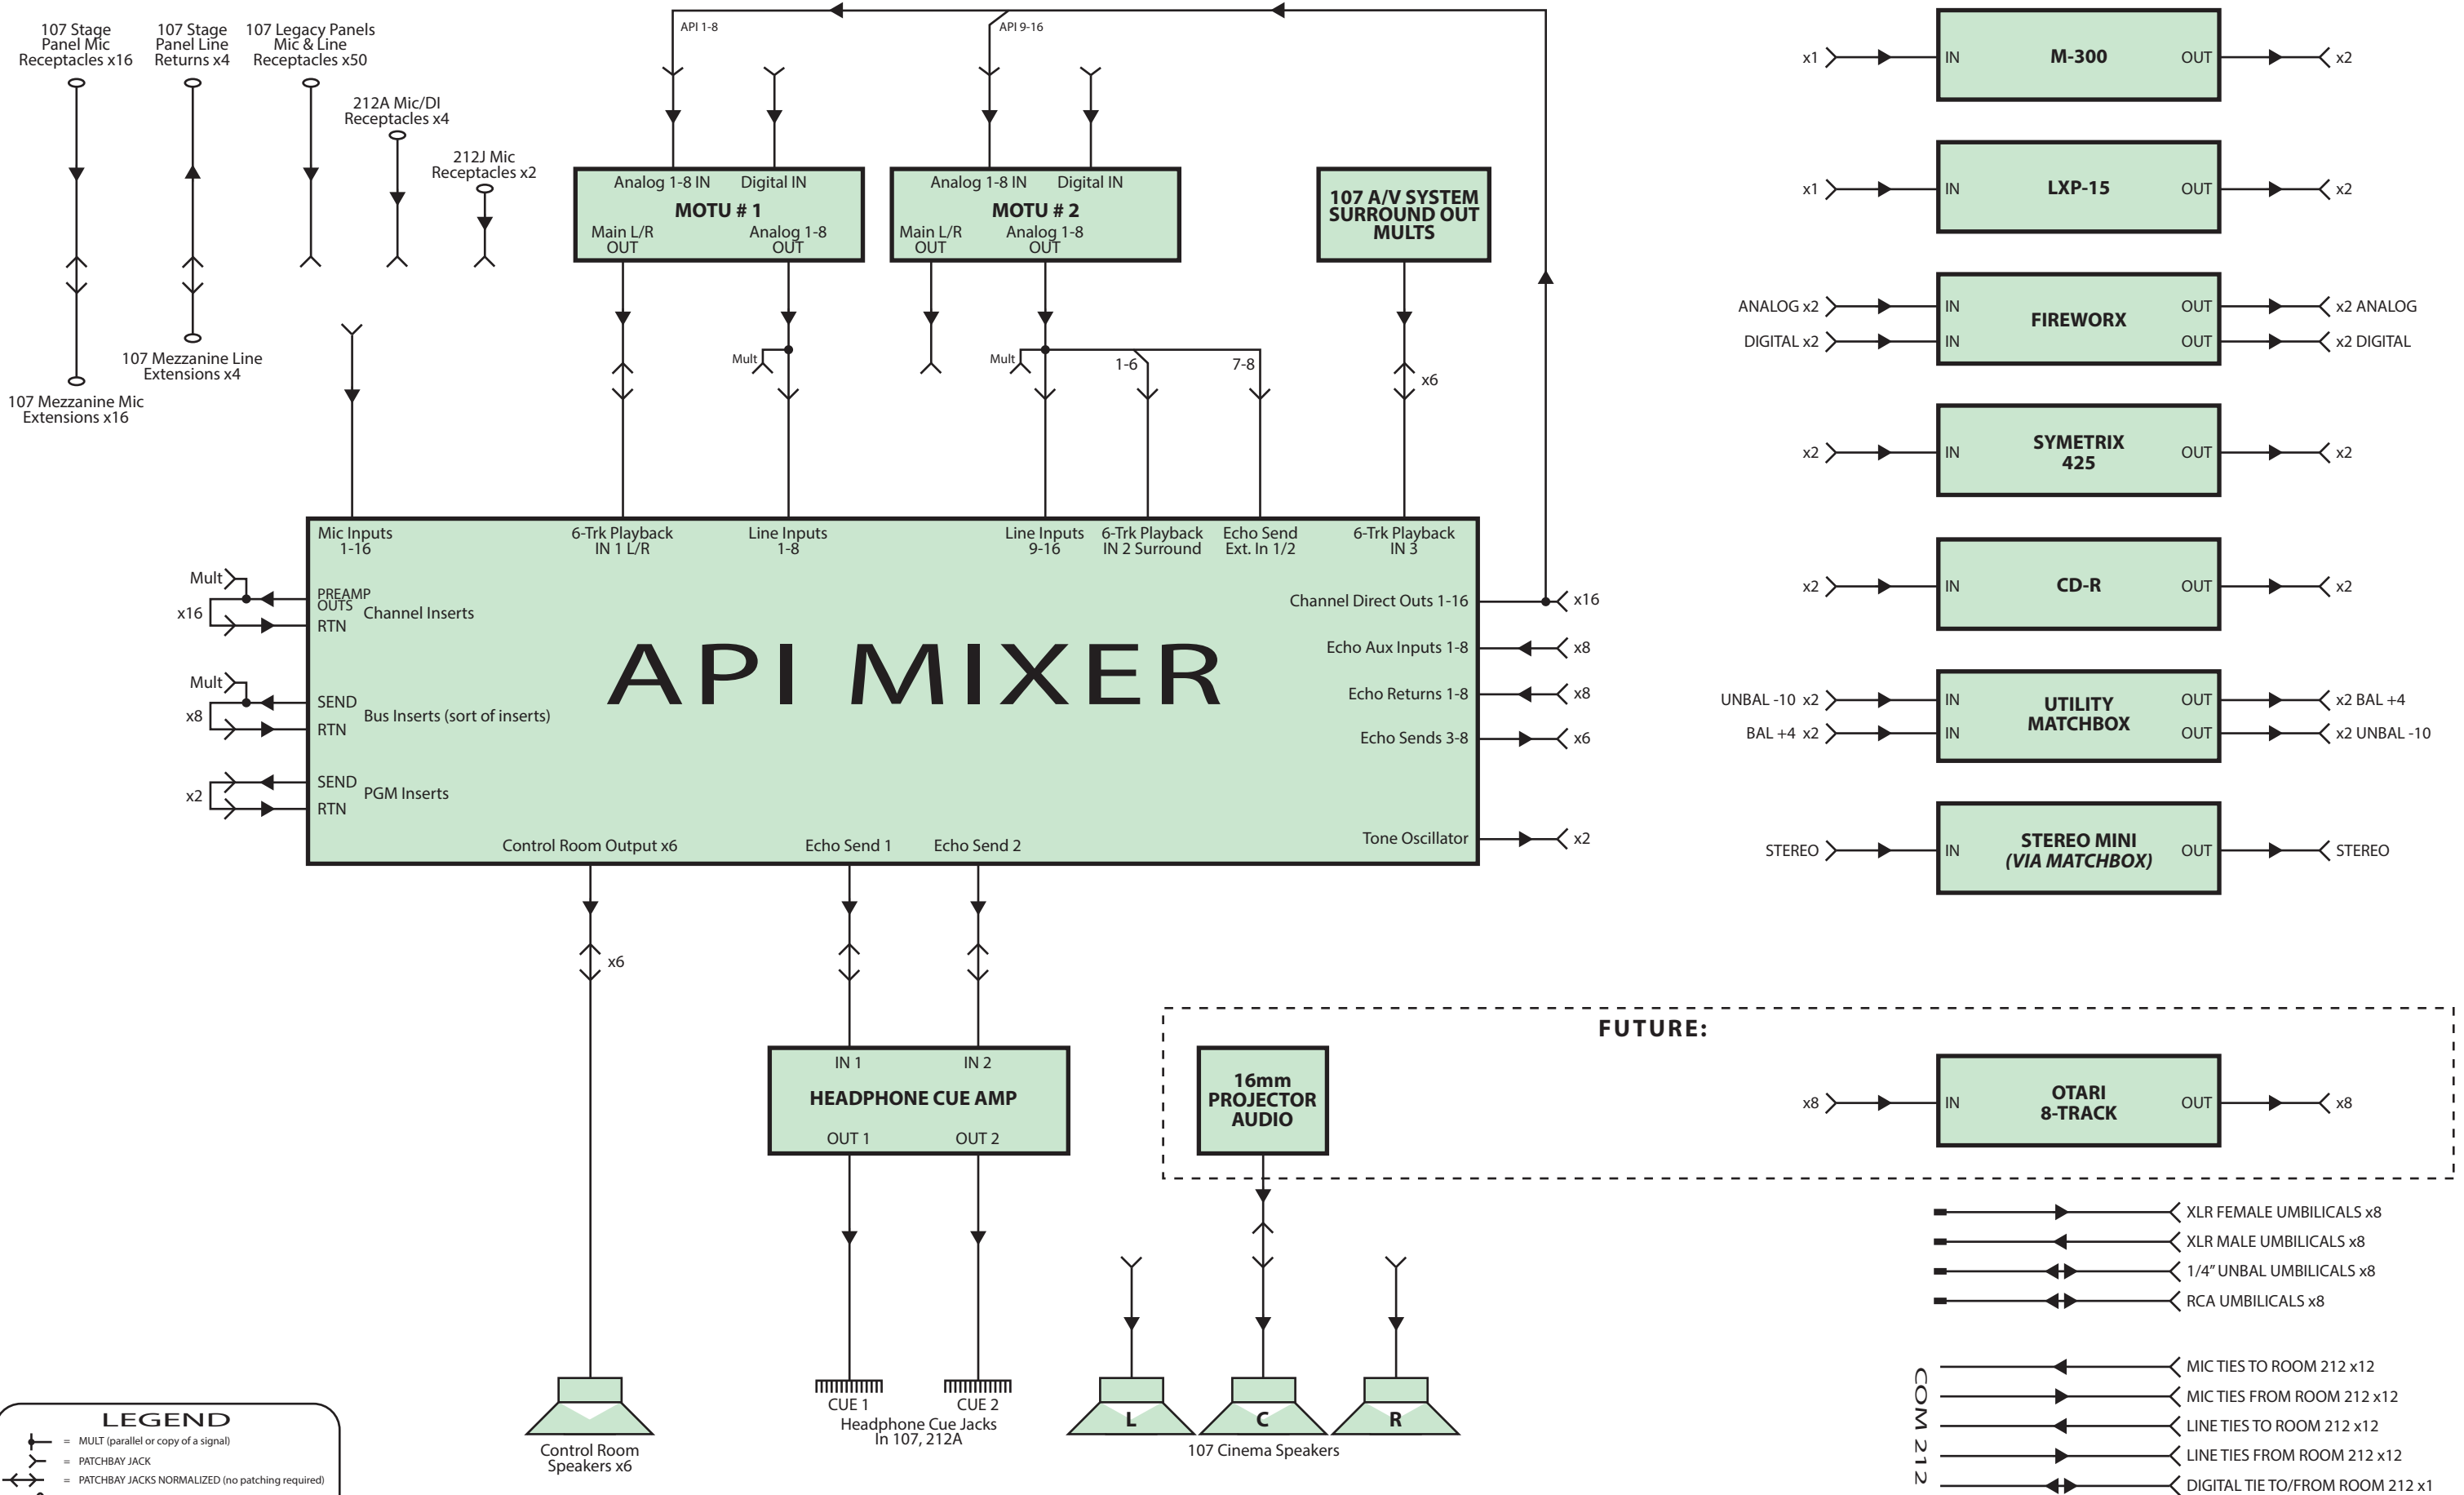 107 Stage
Panel Mic
Receptacles x16
107 Stage
Panel Line
Returns x4
107 Legacy Panels
Mic & Line
Receptacles x50
212A Mic/DI
Receptacles x4
212J Mic
Receptacles x2
107 Mezzanine Line
Extensions x4
107 Mezzanine Mic
Extensions x16
API 1-8
API 9-16
Analog 1-8 IN
Digital IN
MOTU # 1
Main L/R
OUT
Analog 1-8
OUT
Analog 1-8 IN
Digital IN
MOTU # 2
Main L/R
OUT
Analog 1-8
OUT
107 A/V SYSTEM
SURROUND OUT
MULTS
Mult
Mult
1-6
7-8
x6
Mic Inputs
1-16
6-Trk Playback
IN 1 L/R
Line Inputs
1-8
Line Inputs
9-16
6-Trk Playback
IN 2 Surround
Echo Send
Ext. In 1/2
6-Trk Playback
IN 3
Mult
x16
PREAMP
OUTS
RTN
Channel Inserts
Mult
x8
SEND
RTN
Bus Inserts (sort of inserts)
x2
SEND
RTN
PGM Inserts
API MIXER
Channel Direct Outs 1-16
x16
Echo Aux Inputs 1-8
x8
Echo Returns 1-8
x8
Echo Sends 3-8
x6
Tone Oscillator
x2
Control Room Output x6
Echo Send 1
Echo Send 2
x6
IN 1
IN 2
HEADPHONE CUE AMP
OUT 1
OUT 2
Control Room
Speakers x6
CUE 1
CUE 2
Headphone Cue Jacks
In 107, 212A
L
C
R
107 Cinema Speakers
x1
IN
M-300
OUT
x2
x1
IN
LXP-15
OUT
x2
ANALOG x2
IN
OUT
x2 ANALOG
FIREWORX
DIGITAL x2
IN
OUT
x2 DIGITAL
x2
IN
SYMETRIX
425
OUT
x2
x2
IN
CD-R
OUT
x2
UNBAL -10 x2
IN
OUT
x2 BAL +4
UTILITY
MATCHBOX
BAL +4 x2
IN
OUT
x2 UNBAL -10
STEREO
IN
STEREO MINI
(VIA MATCHBOX)
OUT
STEREO
FUTURE:
16mm
PROJECTOR
AUDIO
x8
IN
OTARI
8-TRACK
OUT
x8
XLR FEMALE UMBILICALS x8
XLR MALE UMBILICALS x8
1/4" UNBAL UMBILICALS x8
RCA UMBILICALS x8
COM 212
MIC TIES TO ROOM 212 x12
MIC TIES FROM ROOM 212 x12
LINE TIES TO ROOM 212 x12
LINE TIES FROM ROOM 212 x12
DIGITAL TIE TO/FROM ROOM 212 x1
LEGEND
= MULT (parallel or copy of a signal)
= PATCHBAY JACK
= PATCHBAY JACKS NORMALIZED (no patching required)